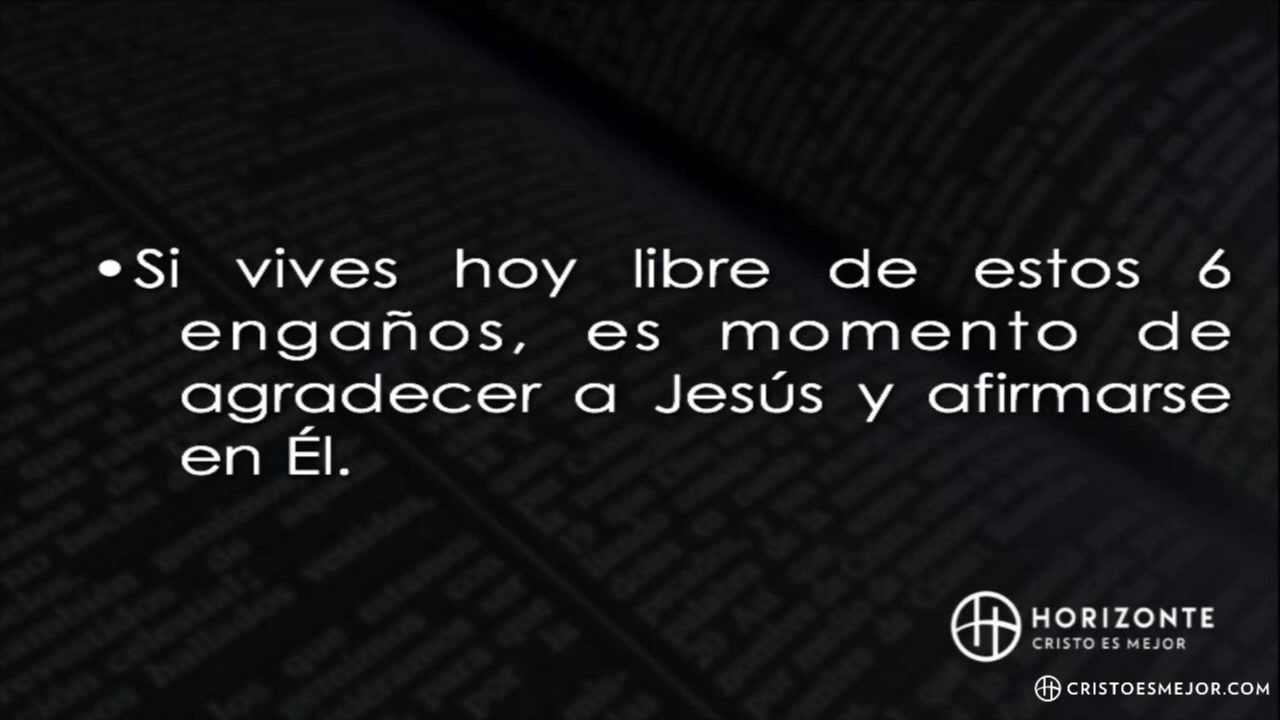 •Si vives hoy libre de estos 6
engaños, es momento de
agradecer a Jesús y afirmarse
en Él.
HORIZONTE
CRISTO ES MEJOR
CRISTOESMEJOR.COM